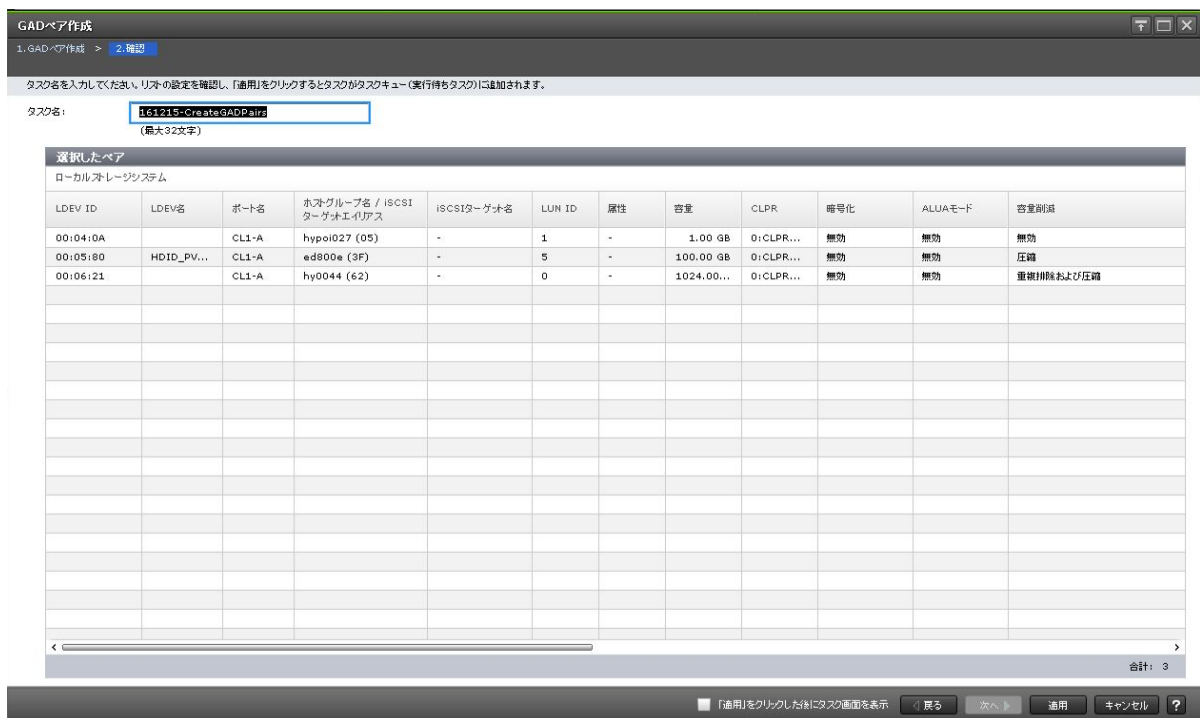 GADペア作成
1.GADペア作成 > 2.確認
タスク名を入力してください。リストの設定を確認し、「適用」をクリックするとタスクがタスクキュー(実行待ちタスク)に追加されます。
タスク名: 161215-CreateGADPairs
(最大32文字)
選択したペア
ローカルストレージシステム
LDEV ID LDEV名 ポート名 ホストグループ名 / iSCSI ターゲットエイリアス iSCSIターゲット名 LUN ID 属性 容量 CLPR 暗号化 ALUAモード 容量削減
00:04:0A CL1-A hypoi027 (05) - 1 - 1.00 GB 0:CLPR... 無効 無効 無効
00:05:80 HDID_PV... CL1-A ed800e (3F) - 5 - 100.00 GB 0:CLPR... 無効 無効 圧縮
00:06:21 CL1-A hy0044 (62) - 0 - 1024.00... 0:CLPR... 無効 無効 重複排除および圧縮
合計: 3
「適用」をクリックした後にタスク画面を表示 戻る 次へ 適用 キャンセル ?